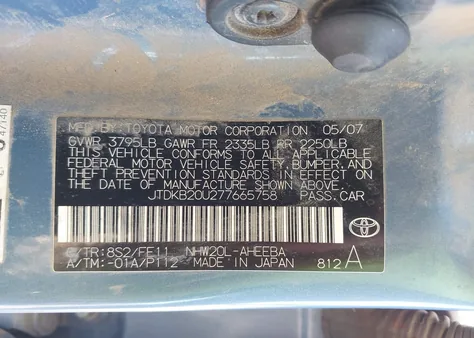 MFD. BY: TOYOTA MOTOR CORPORATION 05/07
GVWR 3795LB GAWR FR 2335LB RR 2250LB
THIS VEHICLE CONFORMS TO ALL APPLICABLE
FEDERAL MOTOR VEHICLE SAFETY, BUMPER, AND
THEFT PREVENTION STANDARDS IN EFFECT ON
THE DATE OF MANUFACTURE SHOWN ABOVE.
JTDKB20U277665758 PASS.CAR
C/TR: 8S2/FE11 NHW20L-AHEEBA
A/TM:-01A/P112 MADE IN JAPAN 812 A
47140